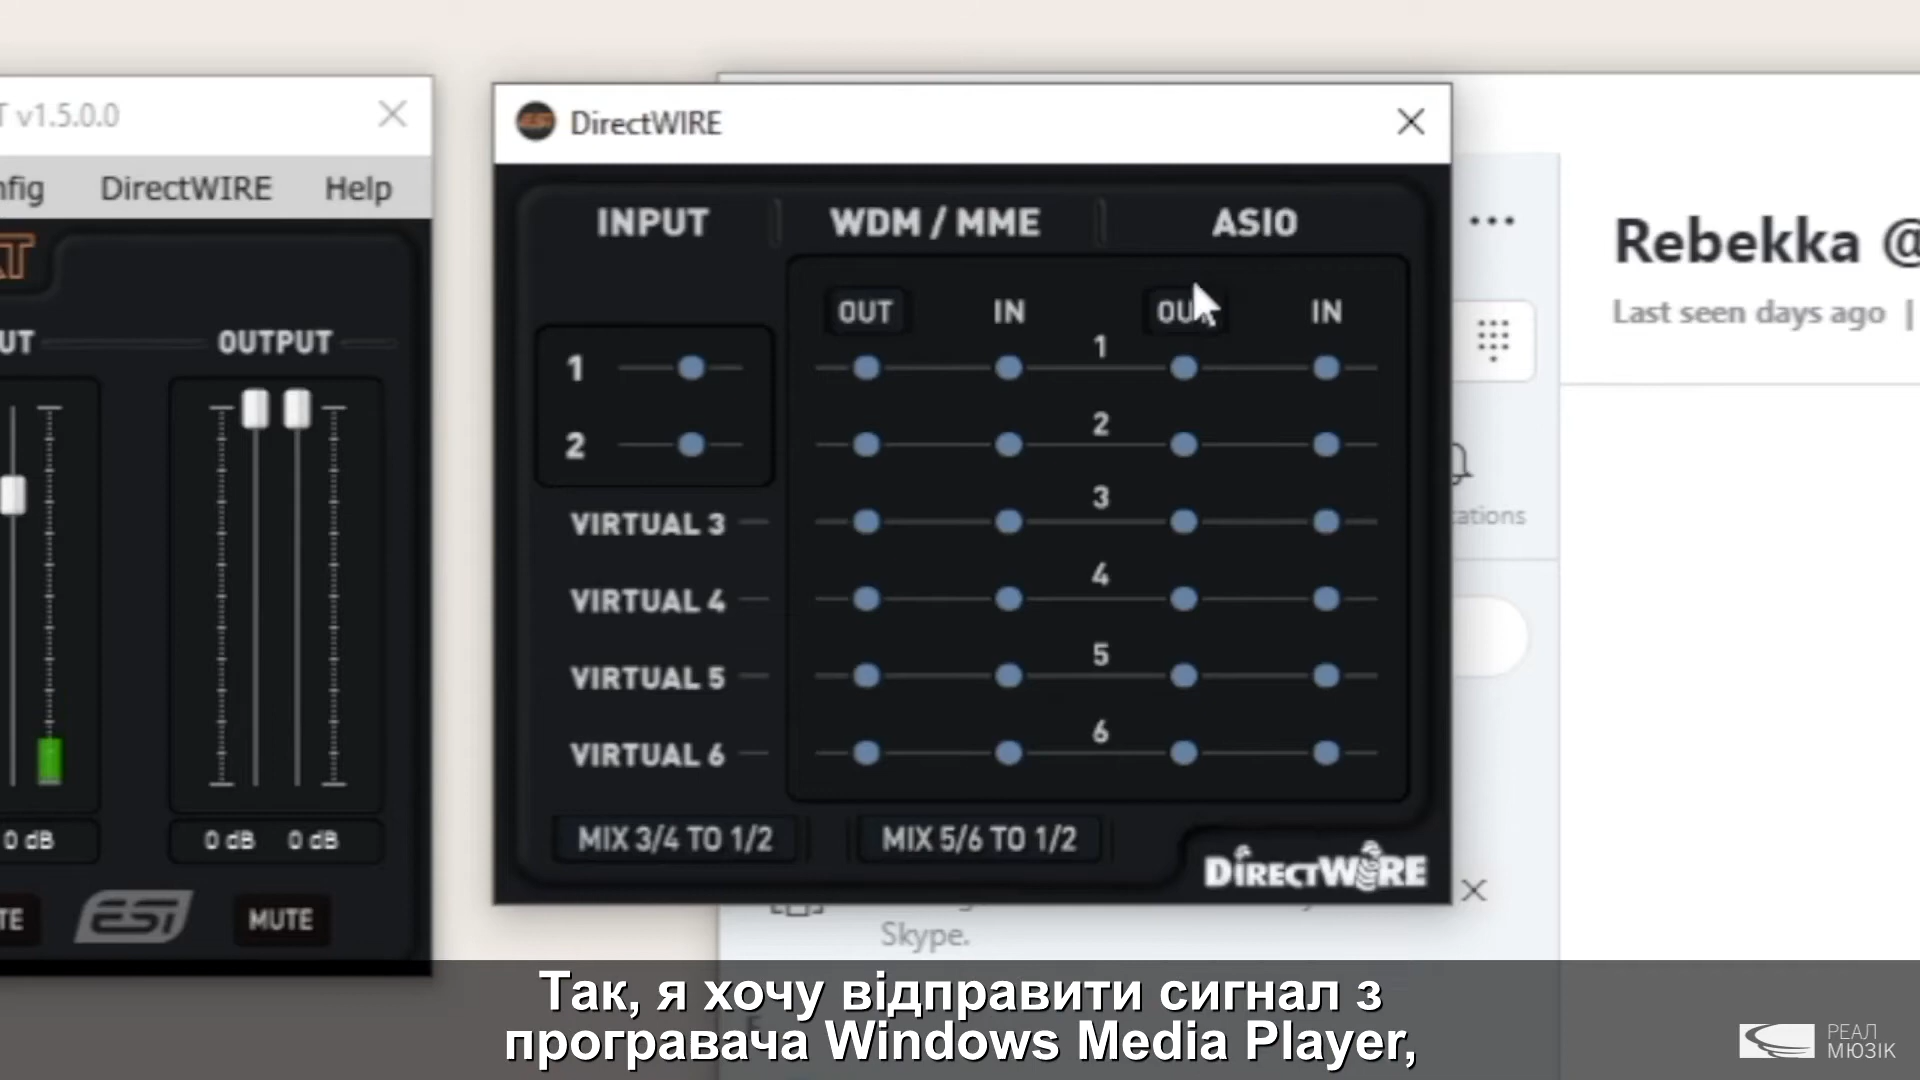 v1.5.0.0
DirectWIRE
DirectWIRE Help
INPUT WDM / MME ASIO
OUT IN OUT IN
OUTPUT
Rebekka @
Last seen days ago |
1 1
2 2
VIRTUAL 3 3
VIRTUAL 4 4
VIRTUAL 5 5
VIRTUAL 6 6
MIX 3/4 TO 1/2 MIX 5/6 TO 1/2
DIRECTWIRE
0 dB 0 dB 0 dB
ESI MUTE
Skype.
Так, я хочу відправити сигнал з
програвача Windows Media Player,
РЕАЛ
МЮЗІК